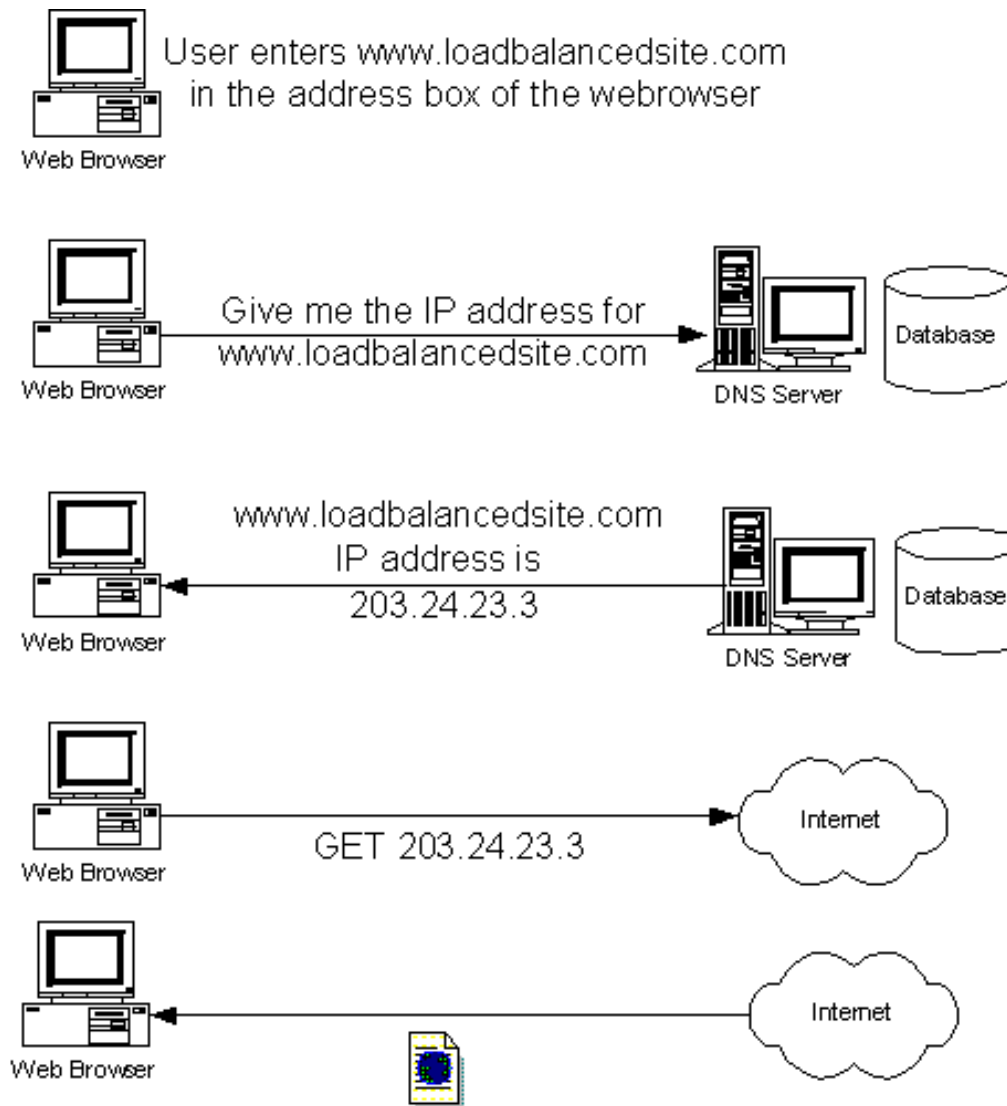 User enters www.loadbalancedsite.com
in the address box of the webrowser
Web Browser
Give me the IP address for
www.loadbalancedsite.com
Web Browser
DNS Server
Database
www.loadbalancedsite.com
IP address is
203.24.23.3
Web Browser
DNS Server
Database
GET 203.24.23.3
Web Browser
Internet
Web Browser
Internet